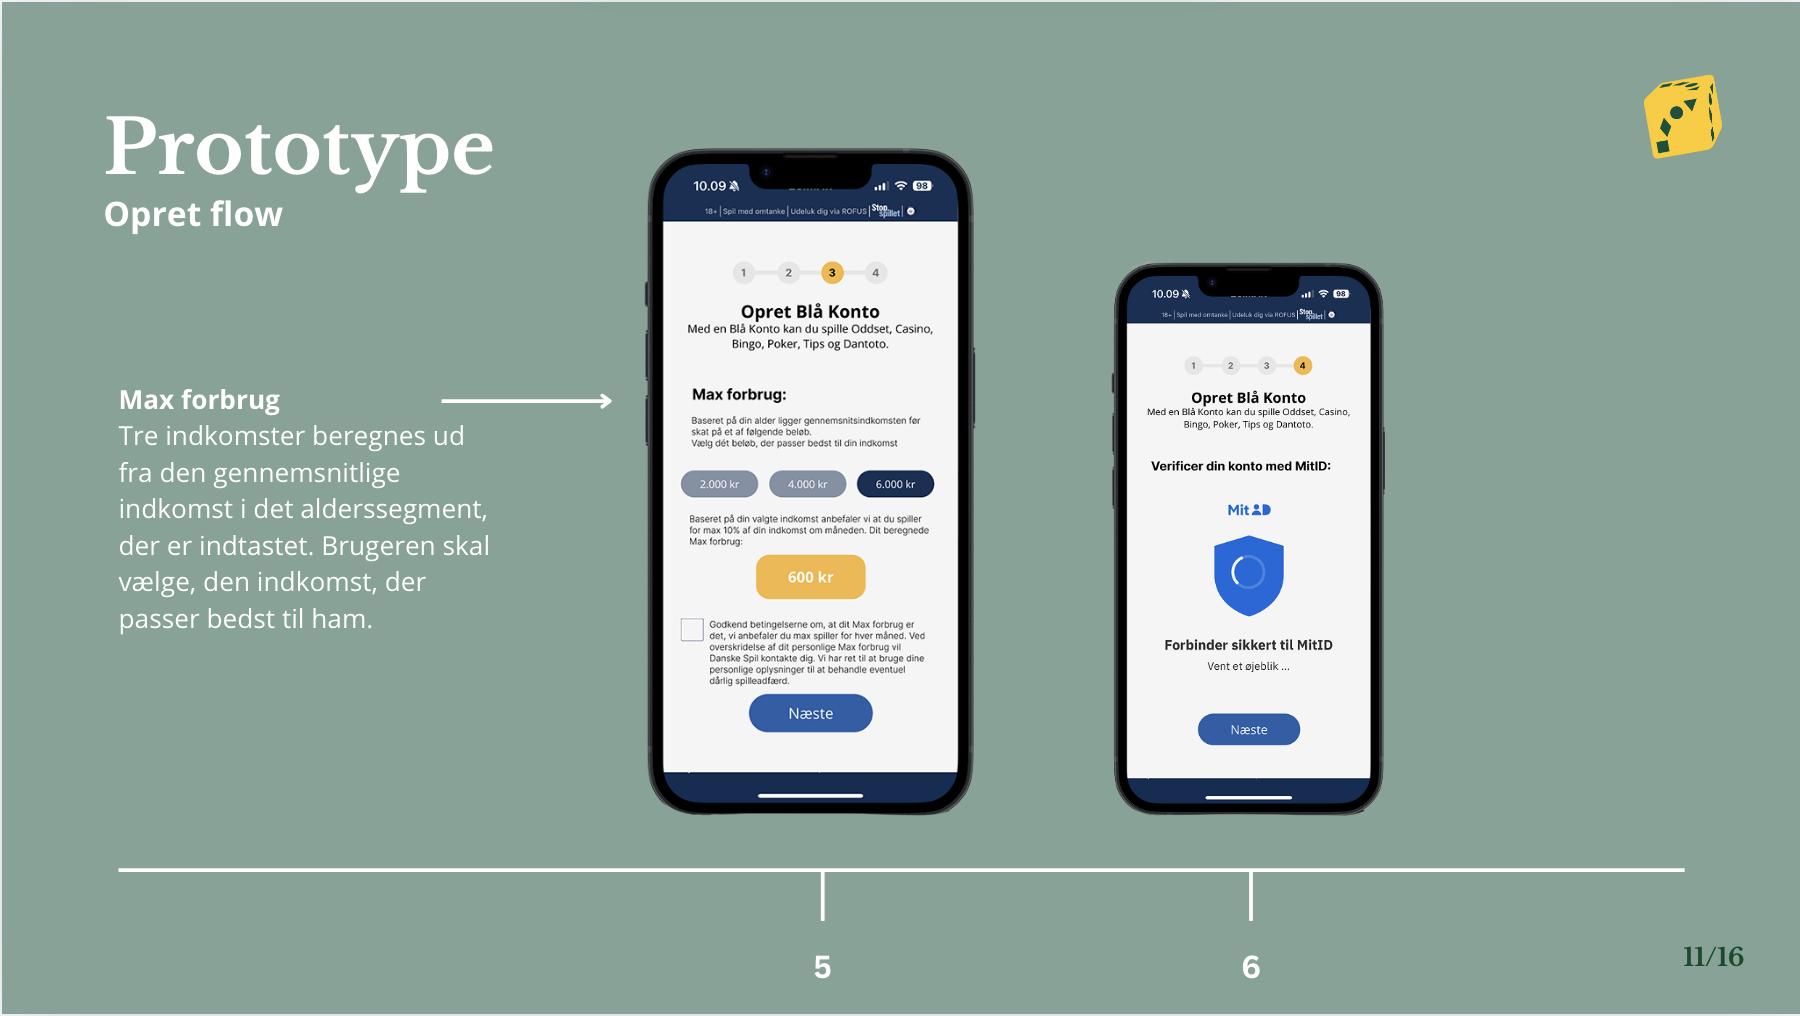 Prototype
Opret flow
Max forbrug
Tre indkomster beregnes ud
fra den gennemsnitlige
indkomst i det alderssegment,
der er indtastet. Brugeren skal
vælge, den indkomst, der
passer bedst til ham.
10.09
98
18+ | Spil med omtanke | Udeluk dig via ROFUS | Stop spillet |
1 2 3 4
Opret Blå Konto
Med en Blå Konto kan du spille Oddset, Casino,
Bingo, Poker, Tips og Dantoto.
Max forbrug:
Baseret på din alder ligger gennemsnitsindkomsten før
skat på et af følgende beløb.
Vælg dét beløb, der passer bedst til din indkomst
2.000 kr 4.000 kr 6.000 kr
Baseret på din valgte indkomst anbefaler vi at du spiller
for max 10% af din indkomst om måneden. Dit beregnede
Max forbrug:
600 kr
Godkend betingelserne om, at dit Max forbrug er
det, vi anbefaler du max spiller for hver måned. Ved
overskridelse af dit personlige Max forbrug vil
Danske Spil kontakte dig. Vi har ret til at bruge dine
personlige oplysninger til at behandle eventuel
dårlig spilleadfærd.
Næste
10.09
98
18+ | Spil med omtanke | Udeluk dig via ROFUS | Stop spillet |
1 2 3 4
Opret Blå Konto
Med en Blå Konto kan du spille Oddset, Casino,
Bingo, Poker, Tips og Dantoto.
Verificer din konto med MitID:
MitID
Forbinder sikkert til MitID
Vent et øjeblik ...
Næste
5
6
11/16